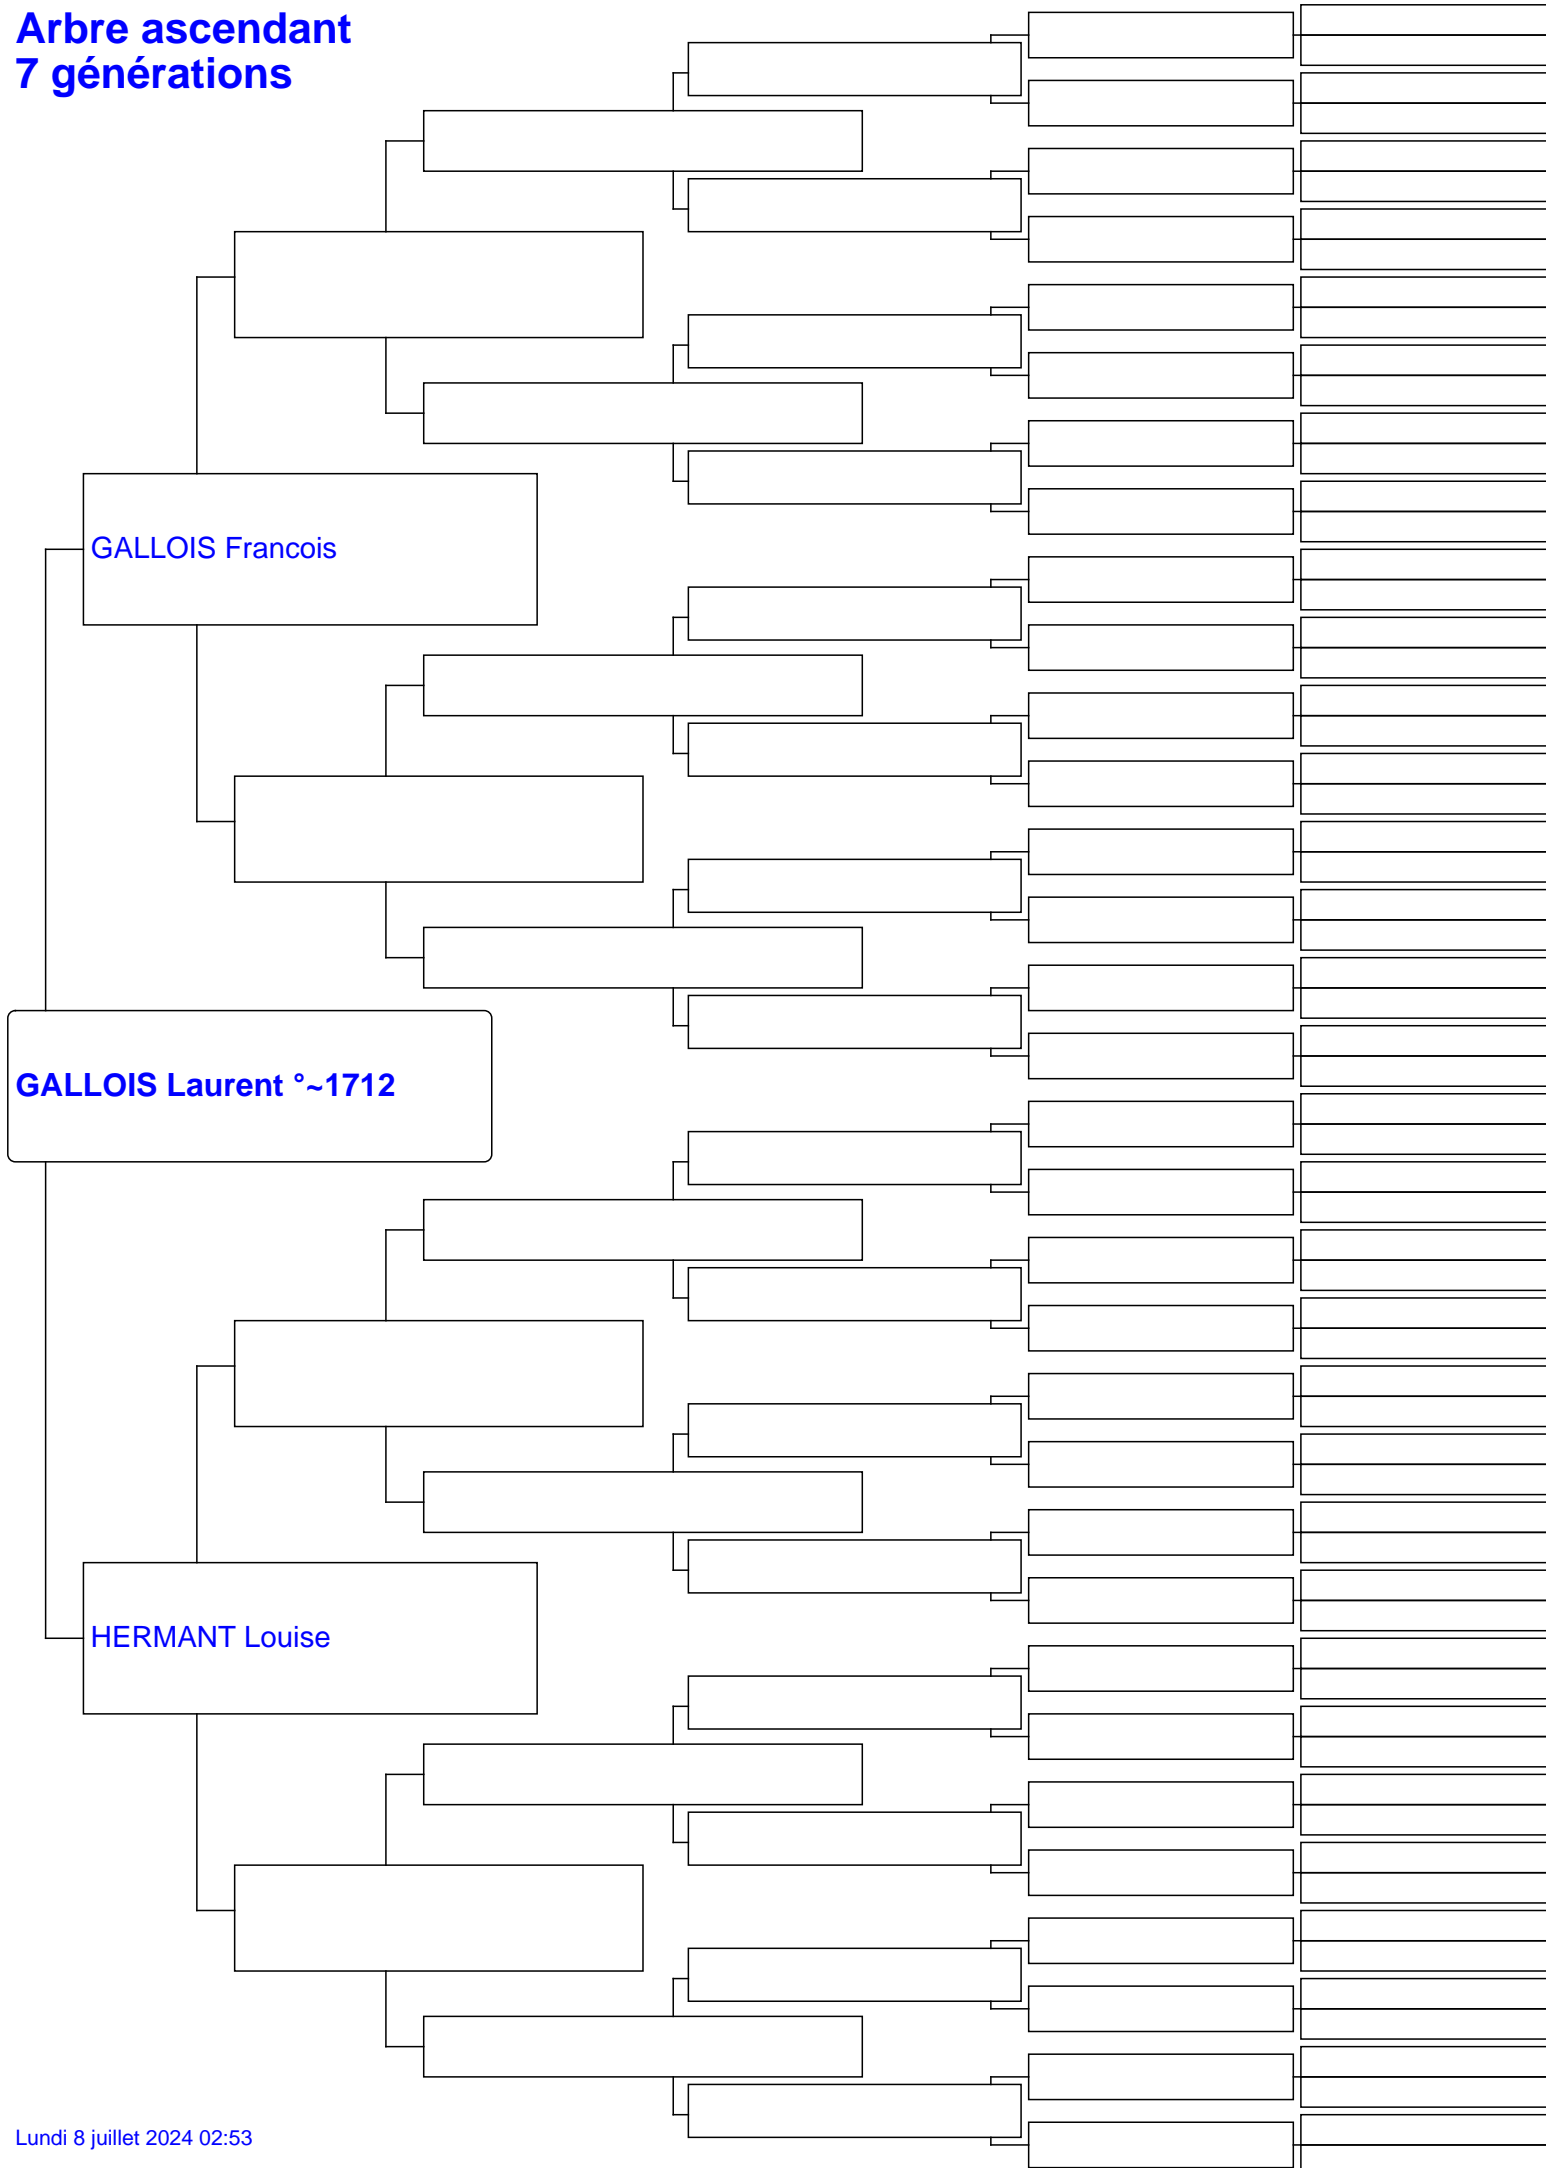 Arbre ascendant
7 générations
GALLOIS Francois
GALLOIS Laurent °~1712
HERMANT Louise
Lundi 8 juillet 2024 02:53